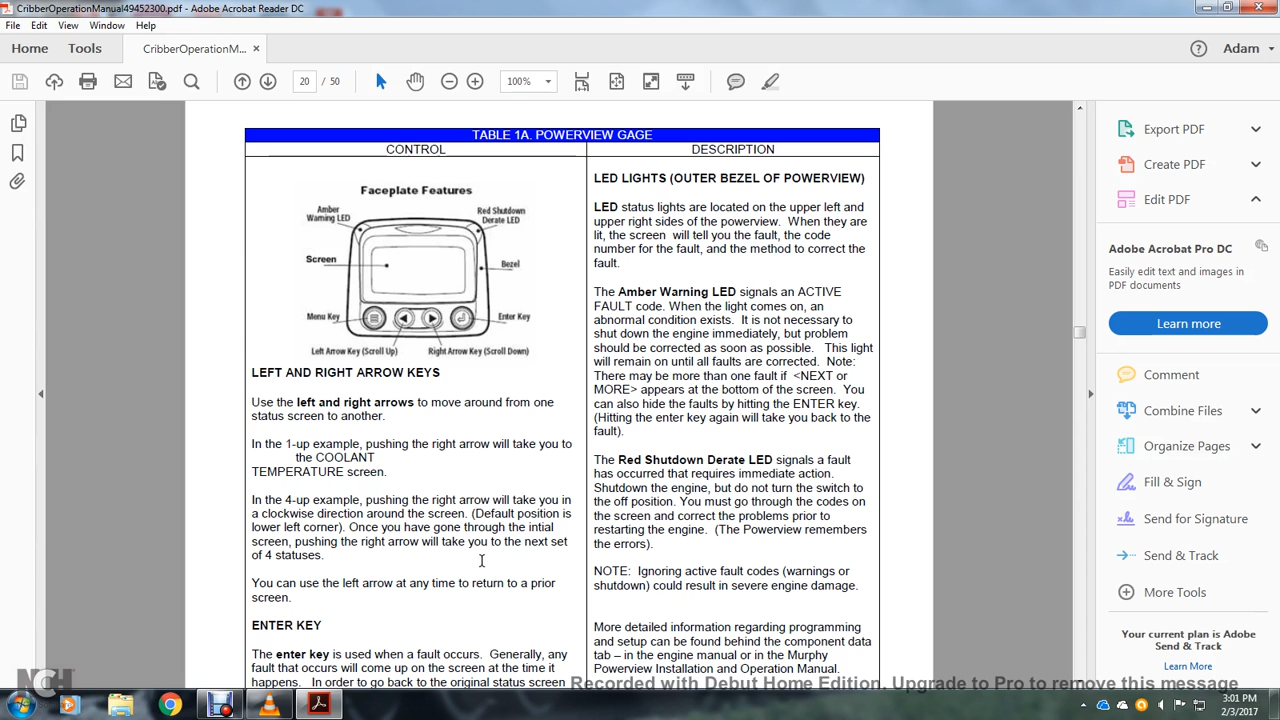 CribberOperationManual49452300.pdf - Adobe Acrobat Reader DC
File Edit View Window Help
Home Tools CribberOperationM... × Adam
20 / 50 100%
TABLE 1A. POWERVIEW GAGE
CONTROL DESCRIPTION
Faceplate Features
Amber
Warning LED
Red Shutdown
Derate LED
Screen
Bezel
Menu Key
Enter Key
Left Arrow Key (Scroll Up) Right Arrow Key (Scroll Down)
LEFT AND RIGHT ARROW KEYS
Use the left and right arrows to move around from one
status screen to another.
In the 1-up example, pushing the right arrow will take you to
the COOLANT
TEMPERATURE screen.
In the 4-up example, pushing the right arrow will take you in
a clockwise direction around the screen. (Default position is
lower left corner). Once you have gone through the intial
screen, pushing the right arrow will take you to the next set
of 4 statuses.
You can use the left arrow at any time to return to a prior
screen.
ENTER KEY
The enter key is used when a fault occurs. Generally, any
fault that occurs will come up on the screen at the time it
happens. In order to go back to the original status screen
LED LIGHTS (OUTER BEZEL OF POWERVIEW)
LED status lights are located on the upper left and
upper right sides of the powerview. When they are
lit, the screen will tell you the fault, the code
number for the fault, and the method to correct the
fault.
The Amber Warning LED signals an ACTIVE
FAULT code. When the light comes on, an
abnormal condition exists. It is not necessary to
shut down the engine immediately, but problem
should be corrected as soon as possible. This light
will remain on until all faults are corrected. Note:
There may be more than one fault if <NEXT or
MORE> appears at the bottom of the screen. You
can also hide the faults by hitting the ENTER key.
(Hitting the enter key again will take you back to the
fault).
The Red Shutdown Derate LED signals a fault
has occurred that requires immediate action.
Shutdown the engine, but do not turn the switch to
the off position. You must go through the codes on
the screen and correct the problems prior to
restarting the engine. (The Powerview remembers
the errors).
NOTE: Ignoring active fault codes (warnings or
shutdown) could result in severe engine damage.
More detailed information regarding programming
and setup can be found behind the component data
tab – in the engine manual or in the Murphy
Powerview Installation and Operation Manual.
Export PDF
Create PDF
Edit PDF
Adobe Acrobat Pro DC
Easily edit text and images in
PDF documents
Learn more
Comment
Combine Files
Organize Pages
Fill & Sign
Send for Signature
Send & Track
More Tools
Your current plan is Adobe
Send & Track
Learn More
NCH
Recorded with Debut Home Edition. Upgrade to Pro to remove this message
3:01 PM
2/3/2017